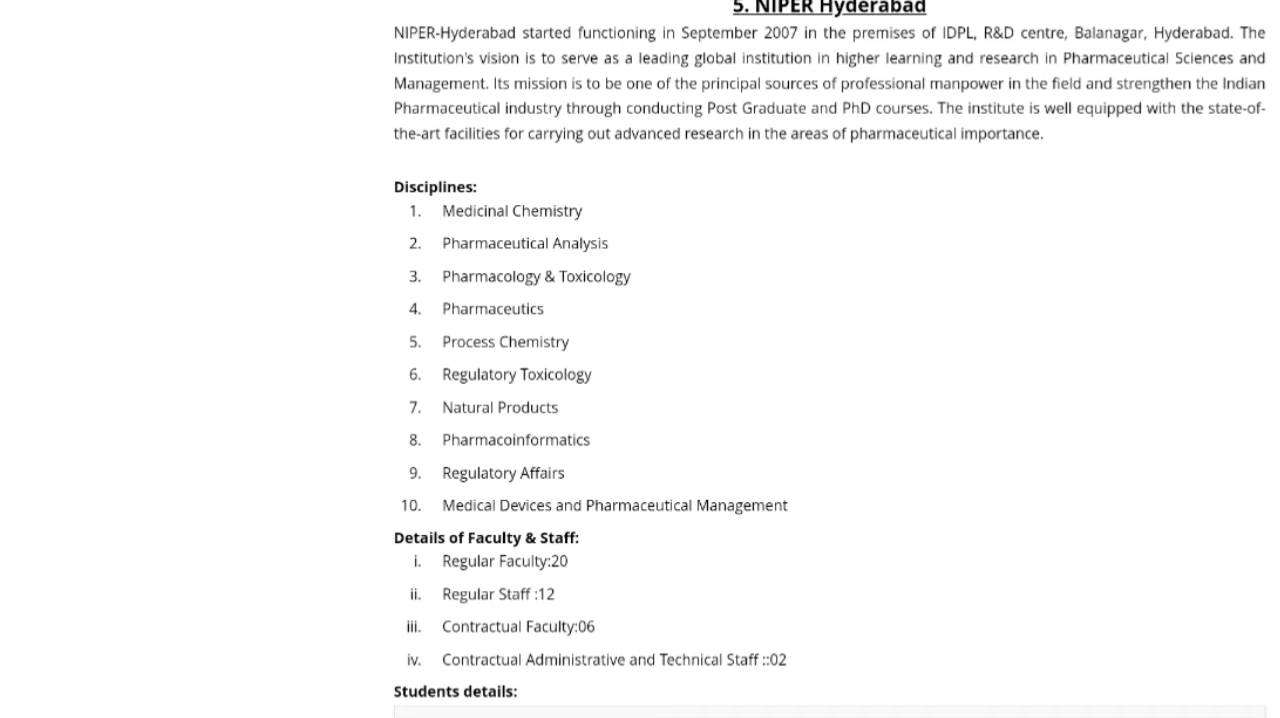 5. NIPER Hyderabad
NIPER-Hyderabad started functioning in September 2007 in the premises of IDPL, R&D centre, Balanagar, Hyderabad. The
Institution's vision is to serve as a leading global institution in higher learning and research in Pharmaceutical Sciences and
Management. Its mission is to be one of the principal sources of professional manpower in the field and strengthen the Indian
Pharmaceutical industry through conducting Post Graduate and PhD courses. The institute is well equipped with the state-of-
the-art facilities for carrying out advanced research in the areas of pharmaceutical importance.
Disciplines:
1. Medicinal Chemistry
2. Pharmaceutical Analysis
3. Pharmacology & Toxicology
4. Pharmaceutics
5. Process Chemistry
6. Regulatory Toxicology
7. Natural Products
8. Pharmacoinformatics
9. Regulatory Affairs
10. Medical Devices and Pharmaceutical Management
Details of Faculty & Staff:
i. Regular Faculty:20
ii. Regular Staff :12
iii. Contractual Faculty:06
iv. Contractual Administrative and Technical Staff ::02
Students details: